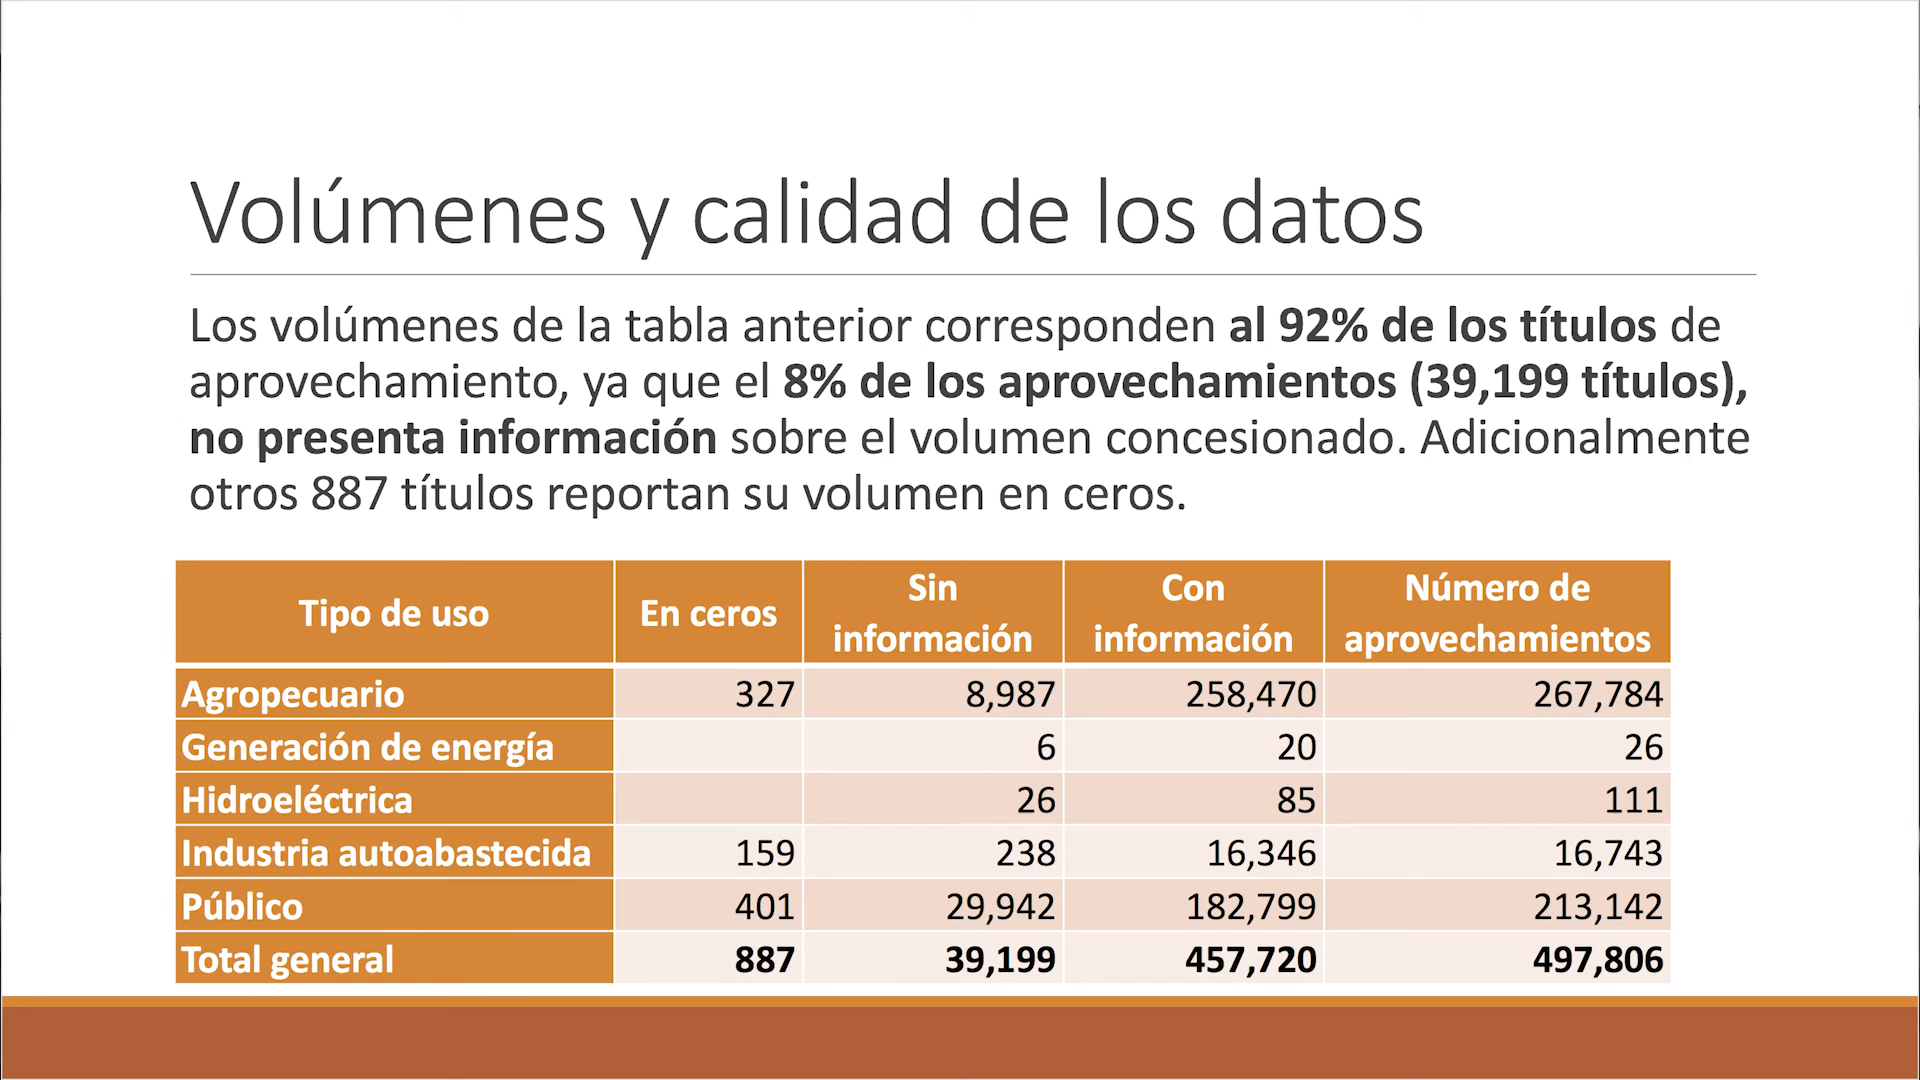 Volúmenes y calidad de los datos
Los volúmenes de la tabla anterior corresponden al 92% de los títulos de
aprovechamiento, ya que el 8% de los aprovechamientos (39,199 títulos),
no presenta información sobre el volumen concesionado. Adicionalmente
otros 887 títulos reportan su volumen en ceros.
Tipo de uso En ceros Sin información Con información Número de aprovechamientos
Agropecuario 327 8,987 258,470 267,784
Generación de energía 6 20 26
Hidroeléctrica 26 85 111
Industria autoabastecida 159 238 16,346 16,743
Público 401 29,942 182,799 213,142
Total general 887 39,199 457,720 497,806